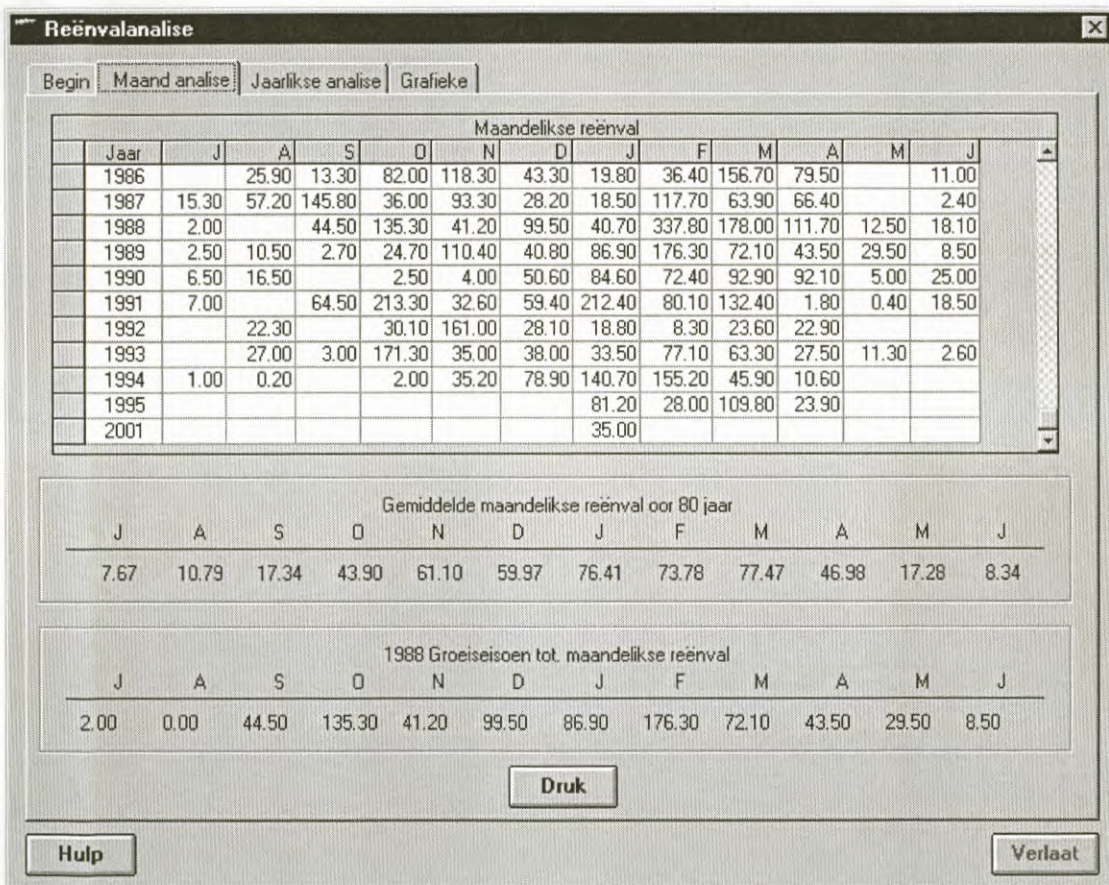 Reënvalanalise
Begin Maand analise Jaarlikse analise Grafieke
Maandelikse reënval
Jaar J A S O N D J F M A M J
1986 25.90 13.30 82.00 118.30 43.30 19.80 36.40 156.70 79.50 11.00
1987 15.30 57.20 145.80 36.00 93.30 28.20 18.50 117.70 63.90 66.40 2.40
1988 2.00 44.50 135.30 41.20 99.50 40.70 337.80 178.00 111.70 12.50 18.10
1989 2.50 10.50 2.70 24.70 110.40 40.80 86.90 176.30 72.10 43.50 29.50 8.50
1990 6.50 16.50 2.50 4.00 50.60 84.60 72.40 92.90 92.10 5.00 25.00
1991 7.00 64.50 213.30 32.60 59.40 212.40 80.10 132.40 1.80 0.40 18.50
1992 22.30 30.10 161.00 28.10 18.80 8.30 23.60 22.90
1993 27.00 3.00 171.30 35.00 38.00 33.50 77.10 63.30 27.50 11.30 2.60
1994 1.00 0.20 2.00 35.20 78.90 140.70 155.20 45.90 10.60
1995 81.20 28.00 109.80 23.90
2001 35.00
Gemiddelde maandelikse reënval oor 80 jaar
J A S O N D J F M A M J
7.67 10.79 17.34 43.90 61.10 59.97 76.41 73.78 77.47 46.98 17.28 8.34
1988 Groeiseisoen tot. maandelikse reënval
J A S O N D J F M A M J
2.00 0.00 44.50 135.30 41.20 99.50 86.90 176.30 72.10 43.50 29.50 8.50
Druk
Hulp Verlaat